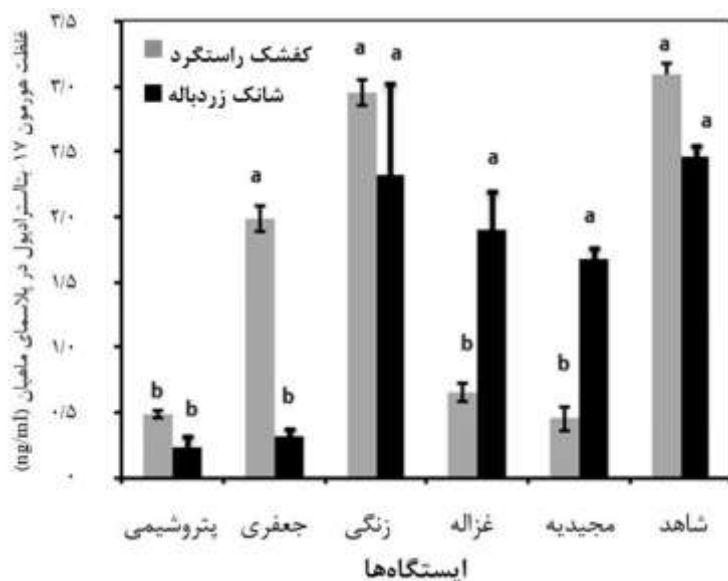 غلظت هورمون ۱۷ بتااسترادیول در پلاسمای ماهیان (ng/ml)
۳/۵
۳/۰
۲/۵
۲/۰
۱/۵
۱/۰
۰/۵
۰
کفشک راستگرد
شانک زردباله
b b a b a a b a b a a a
پتروشیمی جعفری زنگی غزاله مجیدیه شاهد
ایستگاه‌ها